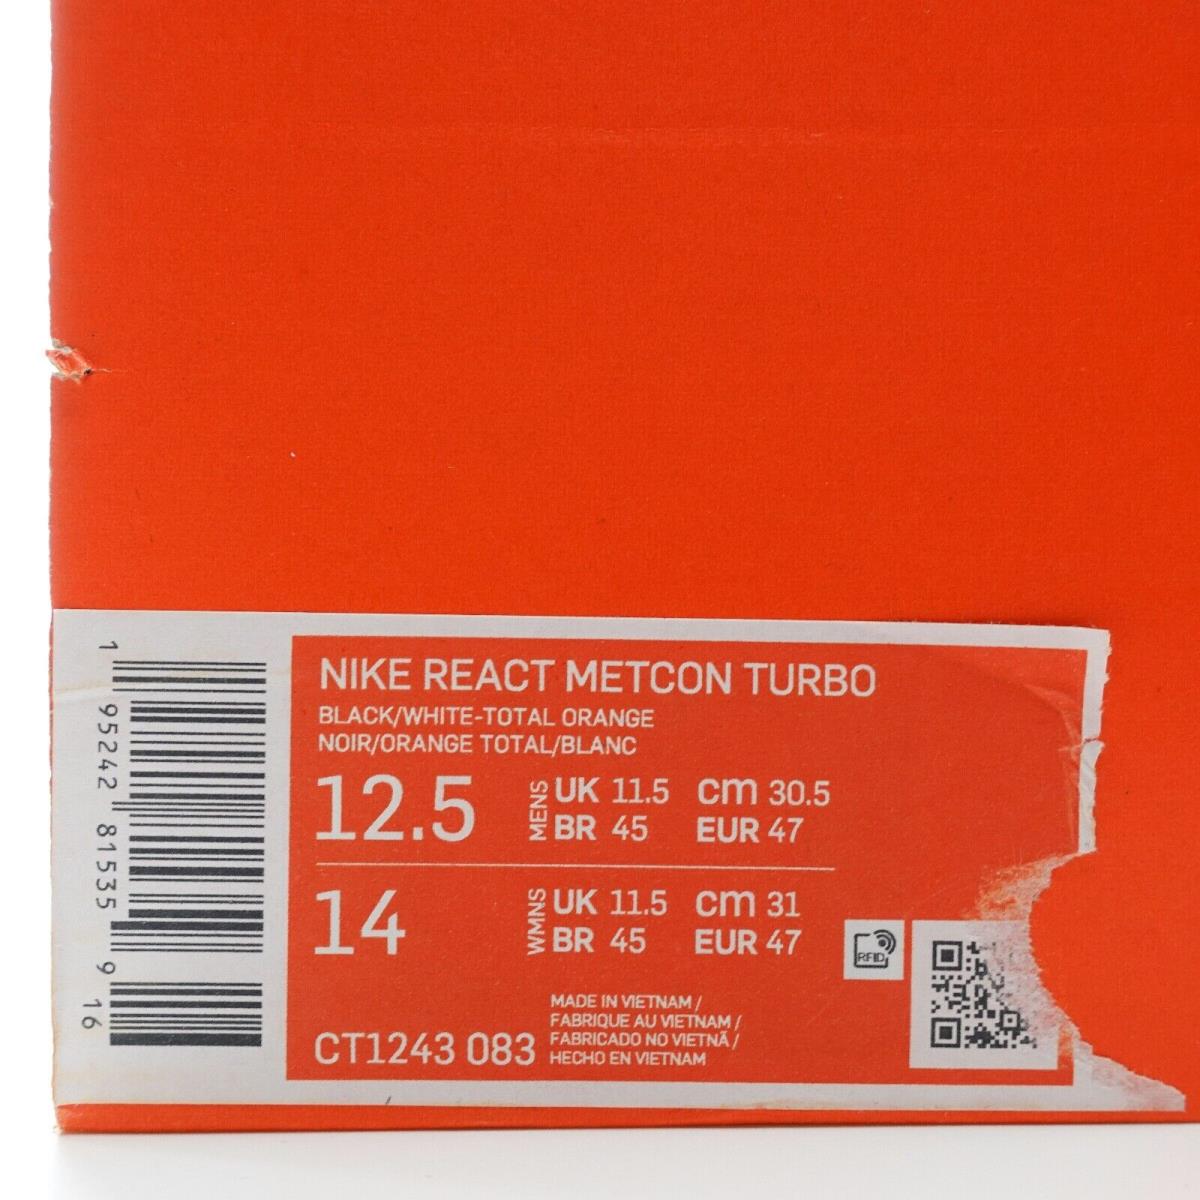 1 95242 81535 9 16
NIKE REACT METCON TURBO
BLACK/WHITE-TOTAL ORANGE
NOIR/ORANGE TOTAL/BLANC
12.5 MENS UK 11.5 cm 30.5
BR 45 EUR 47
14 WMNS UK 11.5 cm 31
BR 45 EUR 47
RFID
CT1243 083
MADE IN VIETNAM /
FABRIQUE AU VIETNAM /
FABRICADO NO VIETNÃ /
HECHO EN VIETNAM